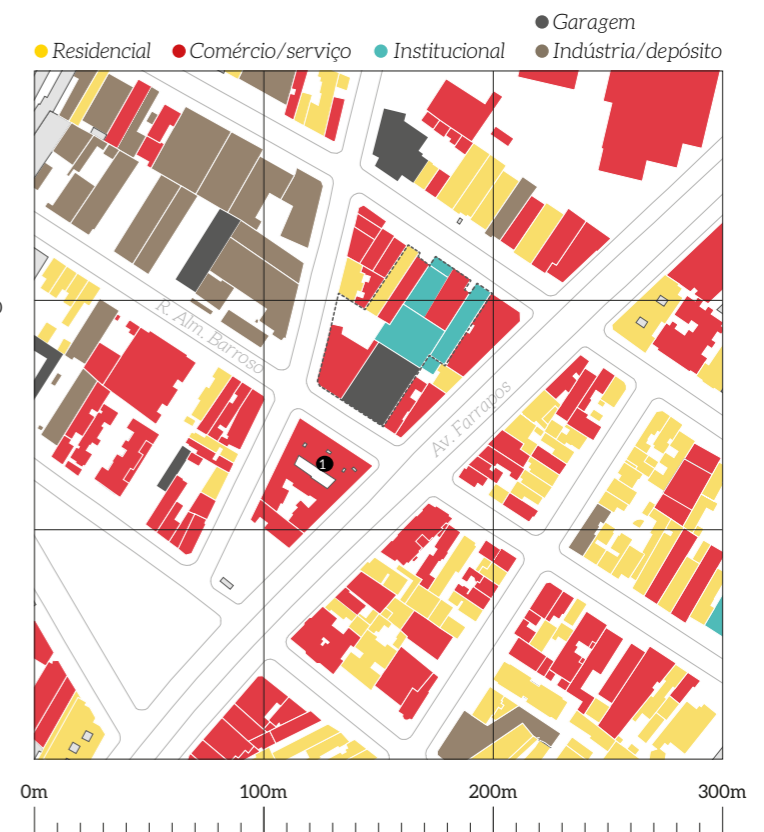 Garagem
Residencial Comércio/serviço Institucional Indústria/depósito
R. Alm. Barroso
Av. Farrapos
1
0m 100m 200m 300m